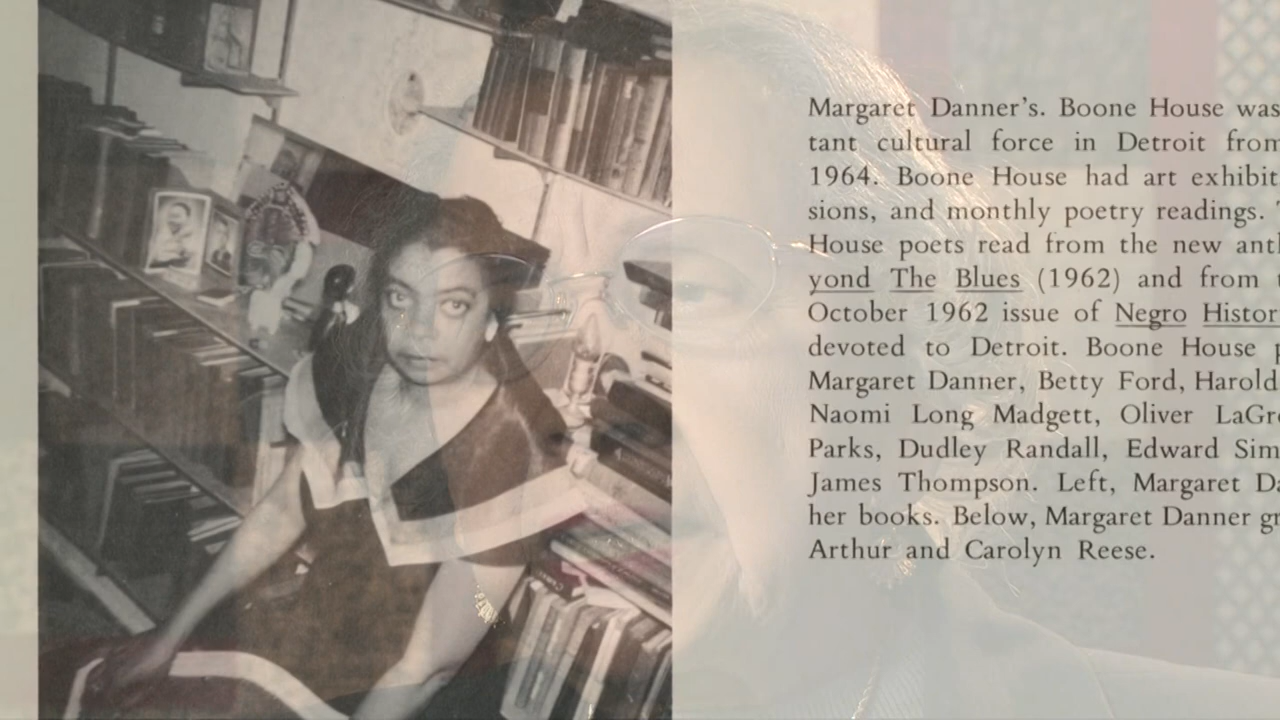 Margaret Danner's. Boone House was
tant cultural force in Detroit from
1964. Boone House had art exhibit
sions, and monthly poetry readings.
House poets read from the new anth
yond The Blues (1962) and from
October 1962 issue of Negro Histor
devoted to Detroit. Boone House p
Margaret Danner, Betty Ford, Harold
Naomi Long Madgett, Oliver LaGr
Parks, Dudley Randall, Edward Sim
James Thompson. Left, Margaret Da
her books. Below, Margaret Danner gr
Arthur and Carolyn Reese.